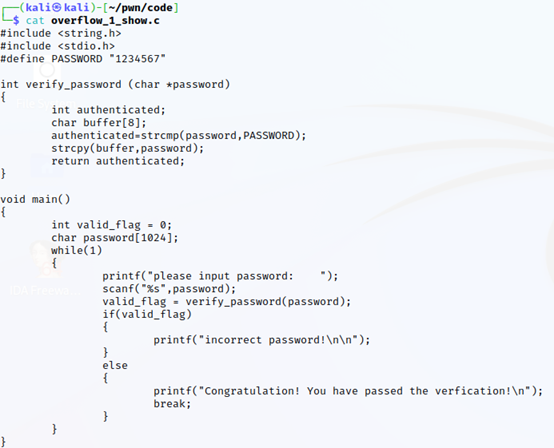 ┌──(kali㉿kali)-[~/pwn/code]
└─$ cat overflow_1_show.c
#include <string.h>
#include <stdio.h>
#define PASSWORD "1234567"

int verify_password (char *password)
{
        int authenticated;
        char buffer[8];
        authenticated=strcmp(password,PASSWORD);
        strcpy(buffer,password);
        return authenticated;
}

void main()
{
        int valid_flag = 0;
        char password[1024];
        while(1)
        {
                printf("please input password:    ");
                scanf("%s",password);
                valid_flag = verify_password(password);
                if(valid_flag)
                {
                        printf("incorrect password!\n\n");
                }
                else
                {
                        printf("Congratulation! You have passed the verfication!\n");
                        break;
                }
        }
}